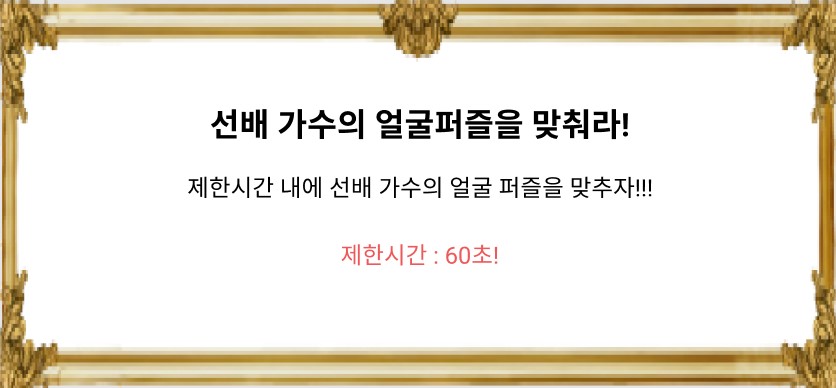 선배 가수의 얼굴퍼즐을 맞춰라!
제한시간 내에 선배 가수의 얼굴 퍼즐을 맞추자!!!
제한시간 : 60초!